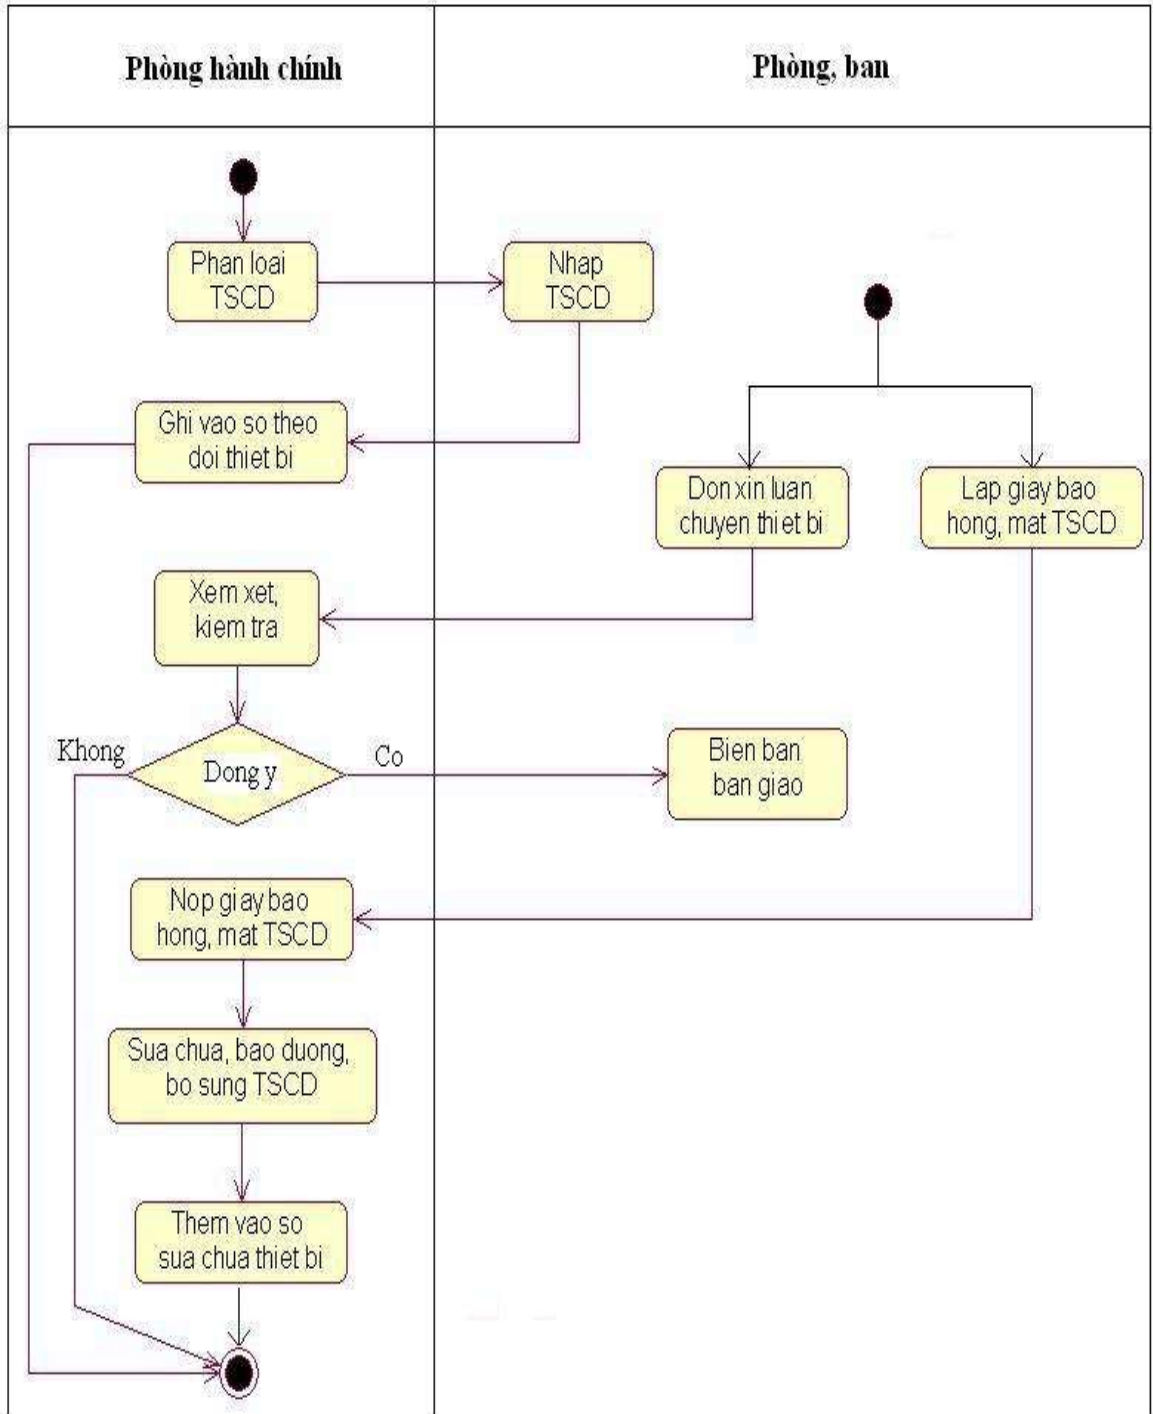 Phòng hành chính
Phòng, ban
Phan loai
TSCD
Nhap
TSCD
Ghi vao so theo
doi thiet bi
Don xin luan
chuyen thiet bi
Lap giay bao
hong, mat TSCD
Xem xet,
kiem tra
Khong
Dong y
Co
Bien ban
ban giao
Nop giay bao
hong, mat TSCD
Sua chua, bao duong,
bo sung TSCD
Them vao so
sua chua thiet bi